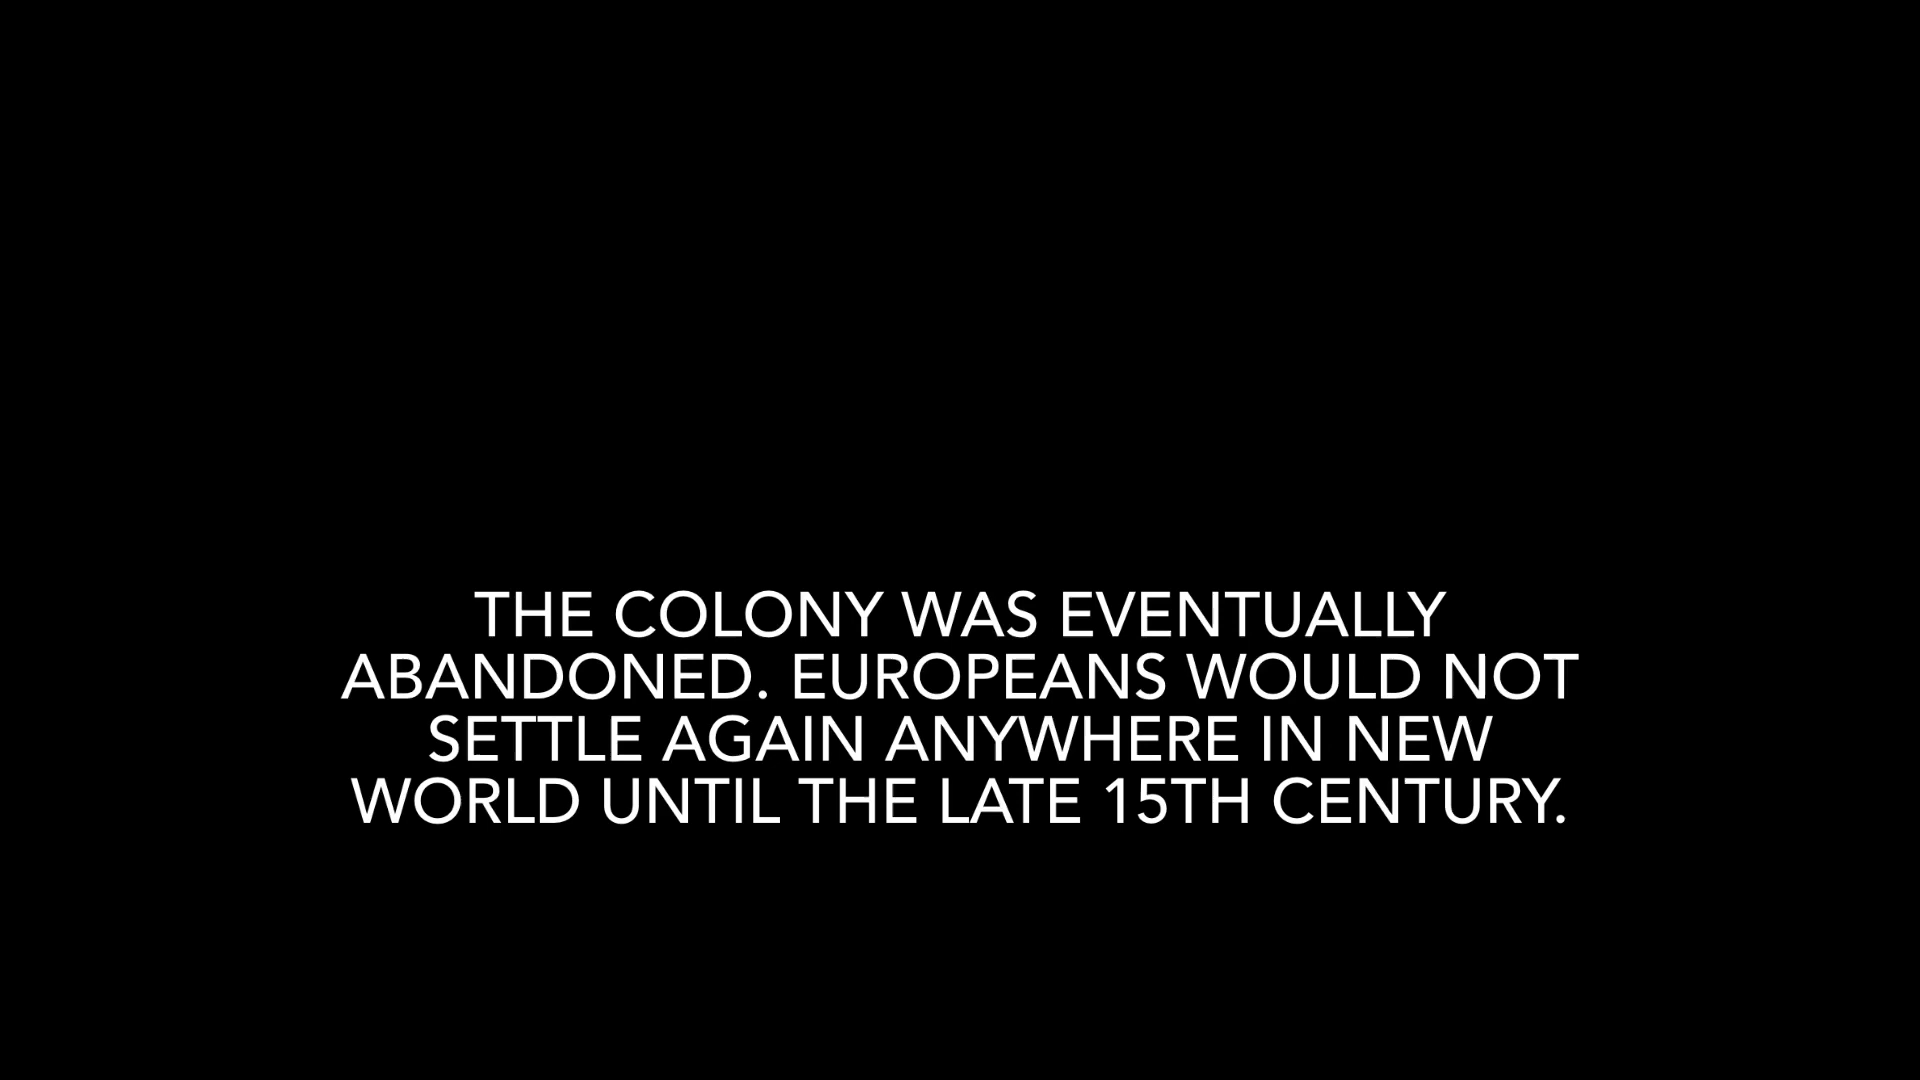 THE COLONY WAS EVENTUALLY
ABANDONED. EUROPEANS WOULD NOT
SETTLE AGAIN ANYWHERE IN NEW
WORLD UNTIL THE LATE 15TH CENTURY.